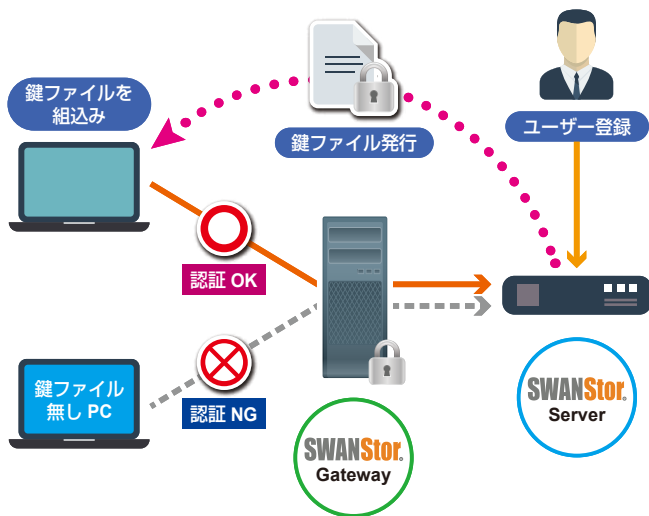 鍵ファイルを
組込み
鍵ファイル発行
ユーザー登録
認証 OK
鍵ファイル
無し PC
認証 NG
SWANStor.
Server
SWANStor.
Gateway